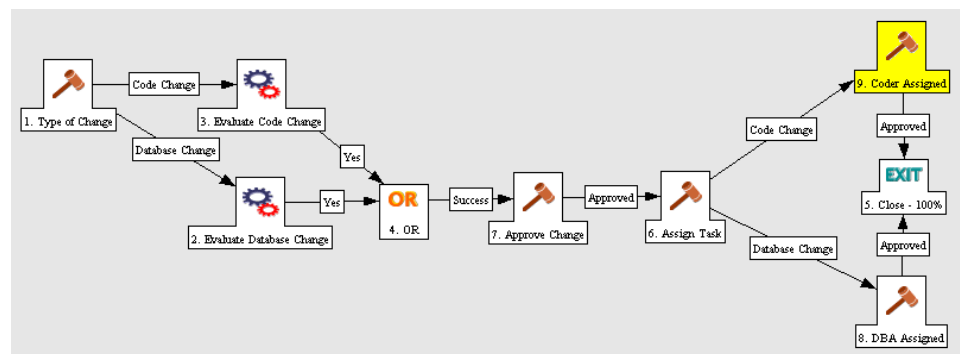 9. Coder Assigned
Code Change
1. Type of Change
3. Evaluate Code Change
Approved
Code Change
Database Change
Yes
EXIT
5. Close - 100%
Yes
OR
4. OR
Success
7. Approve Change
Approved
6. Assign Task
2. Evaluate Database Change
Database Change
Approved
8. DBA Assigned